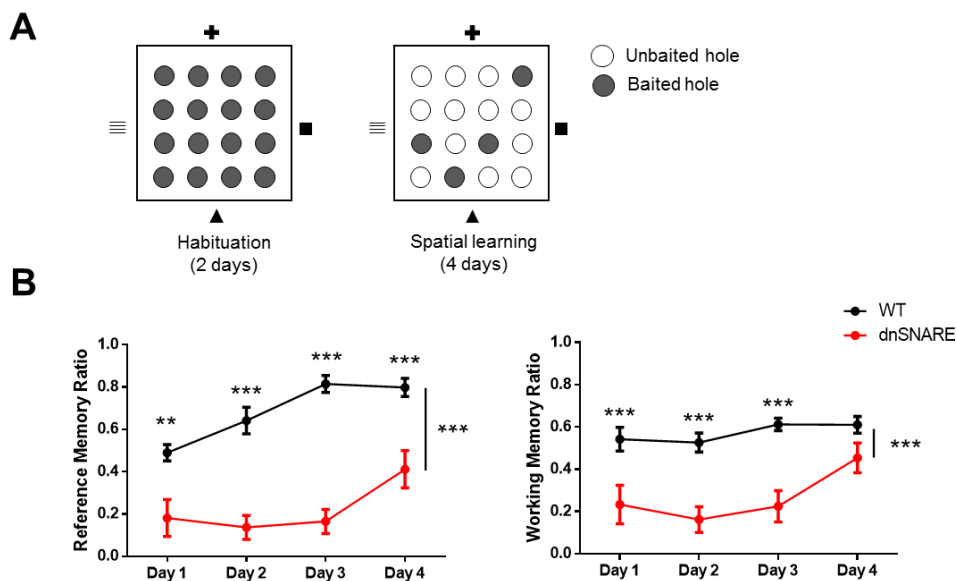 A
Unbaited hole
Baited hole
Habituation
(2 days)
Spatial learning
(4 days)
B
WT
dnSNARE
Reference Memory Ratio
1.0
0.8
0.6
0.4
0.2
0.0
**
***
***
***
***
Day 1 Day 2 Day 3 Day 4
Working Memory Ratio
1.0
0.8
0.6
0.4
0.2
0.0
***
***
***
***
Day 1 Day 2 Day 3 Day 4